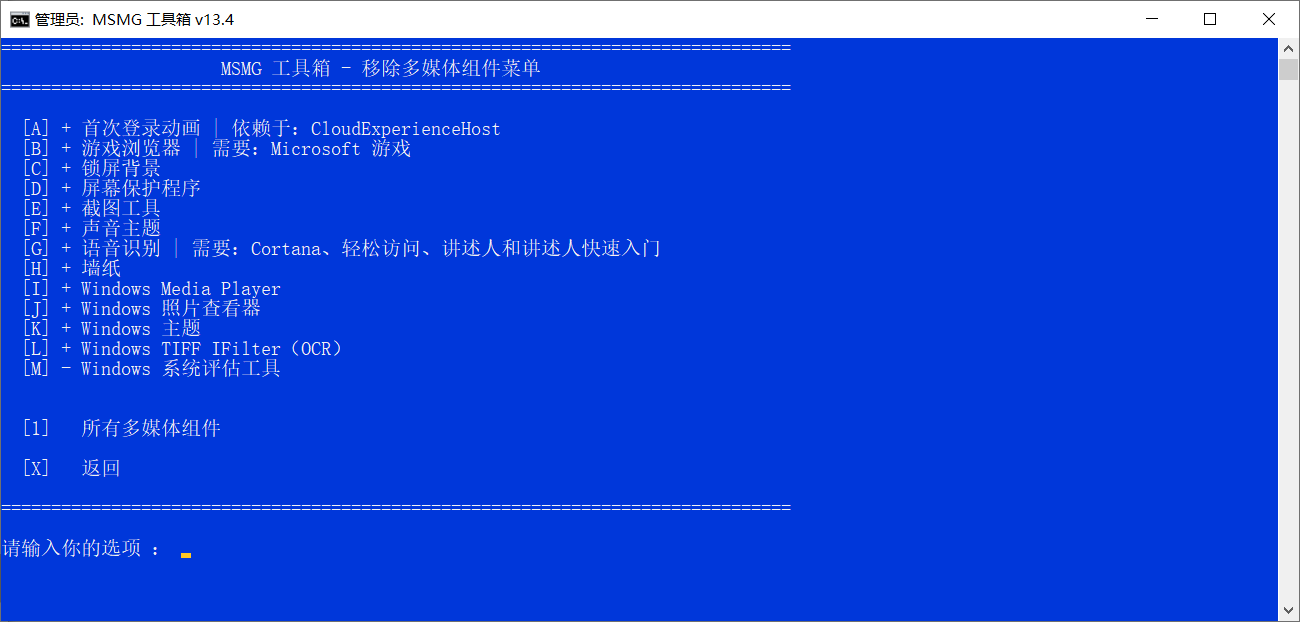 管理员: MSMG 工具箱 v13.4
===============================================================================
MSMG 工具箱 - 移除多媒体组件菜单
===============================================================================
[A] + 首次登录动画 | 依赖于：CloudExperienceHost
[B] + 游戏浏览器 | 需要：Microsoft 游戏
[C] + 锁屏背景
[D] + 屏幕保护程序
[E] + 截图工具
[F] + 声音主题
[G] + 语音识别 | 需要：Cortana、轻松访问、讲述人和讲述人快速入门
[H] + 墙纸
[I] + Windows Media Player
[J] + Windows 照片查看器
[K] + Windows 主题
[L] + Windows TIFF IFilter（OCR）
[M] - Windows 系统评估工具
[1] 所有多媒体组件
[X] 返回
===============================================================================
请输入你的选项 ：